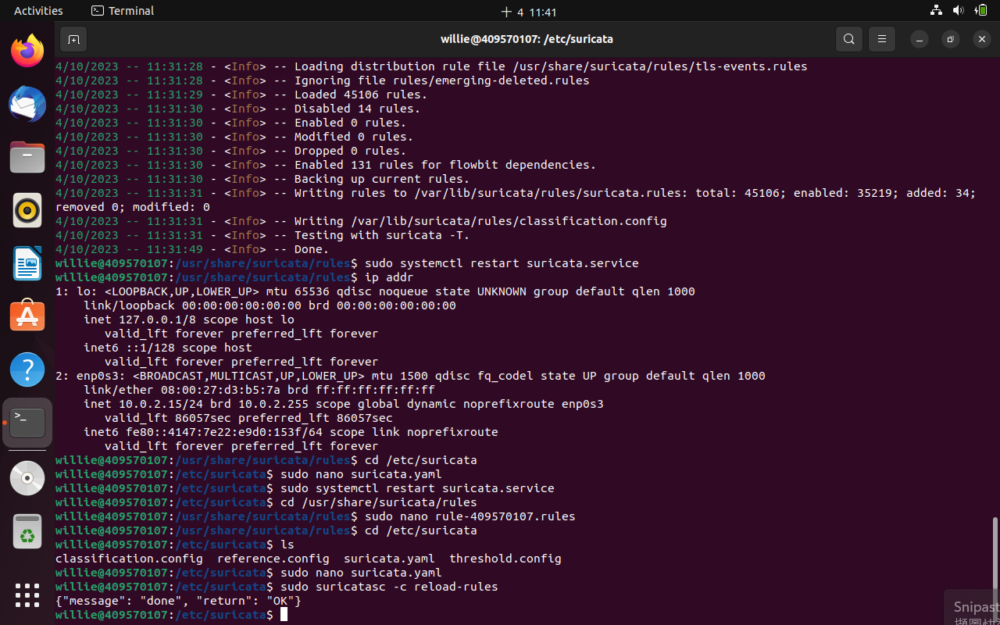 Activities Terminal 十 4 11:41
willie@409570107: /etc/suricata
4/10/2023 -- 11:31:28 - <Info> -- Loading distribution rule file /usr/share/suricata/rules/tls-events.rules
4/10/2023 -- 11:31:28 - <Info> -- Ignoring file rules/emerging-deleted.rules
4/10/2023 -- 11:31:29 - <Info> -- Loaded 45106 rules.
4/10/2023 -- 11:31:30 - <Info> -- Disabled 14 rules.
4/10/2023 -- 11:31:30 - <Info> -- Enabled 0 rules.
4/10/2023 -- 11:31:30 - <Info> -- Modified 0 rules.
4/10/2023 -- 11:31:30 - <Info> -- Dropped 0 rules.
4/10/2023 -- 11:31:30 - <Info> -- Enabled 131 rules for flowbit dependencies.
4/10/2023 -- 11:31:30 - <Info> -- Backing up current rules.
4/10/2023 -- 11:31:31 - <Info> -- Writing rules to /var/lib/suricata/rules/suricata.rules: total: 45106; enabled: 35219; added: 34;
removed 0; modified: 0
4/10/2023 -- 11:31:31 - <Info> -- Writing /var/lib/suricata/rules/classification.config
4/10/2023 -- 11:31:31 - <Info> -- Testing with suricata -T.
4/10/2023 -- 11:31:49 - <Info> -- Done.
willie@409570107:/usr/share/suricata/rules$ sudo systemctl restart suricata.service
willie@409570107:/usr/share/suricata/rules$ ip addr
1: lo: <LOOPBACK,UP,LOWER_UP> mtu 65536 qdisc noqueue state UNKNOWN group default qlen 1000
link/loopback 00:00:00:00:00:00 brd 00:00:00:00:00:00
inet 127.0.0.1/8 scope host lo
valid_lft forever preferred_lft forever
inet6 ::1/128 scope host
valid_lft forever preferred_lft forever
2: enp0s3: <BROADCAST,MULTICAST,UP,LOWER_UP> mtu 1500 qdisc fq_codel state UP group default qlen 1000
link/ether 08:00:27:d3:b5:7a brd ff:ff:ff:ff:ff:ff
inet 10.0.2.15/24 brd 10.0.2.255 scope global dynamic noprefixroute enp0s3
valid_lft 86057sec preferred_lft 86057sec
inet6 fe80::4147:7e22:e9d0:153f/64 scope link noprefixroute
valid_lft forever preferred_lft forever
willie@409570107:/usr/share/suricata/rules$ cd /etc/suricata
willie@409570107:/etc/suricata$ sudo nano suricata.yaml
willie@409570107:/etc/suricata$ sudo systemctl restart suricata.service
willie@409570107:/etc/suricata$ cd /usr/share/suricata/rules
willie@409570107:/usr/share/suricata/rules$ sudo nano rule-409570107.rules
willie@409570107:/usr/share/suricata/rules$ cd /etc/suricata
willie@409570107:/etc/suricata$ ls
classification.config reference.config suricata.yaml threshold.config
willie@409570107:/etc/suricata$ sudo nano suricata.yaml
willie@409570107:/etc/suricata$ sudo suricatasc -c reload-rules
{"message": "done", "return": "OK"}
willie@409570107:/etc/suricata$
Snipast